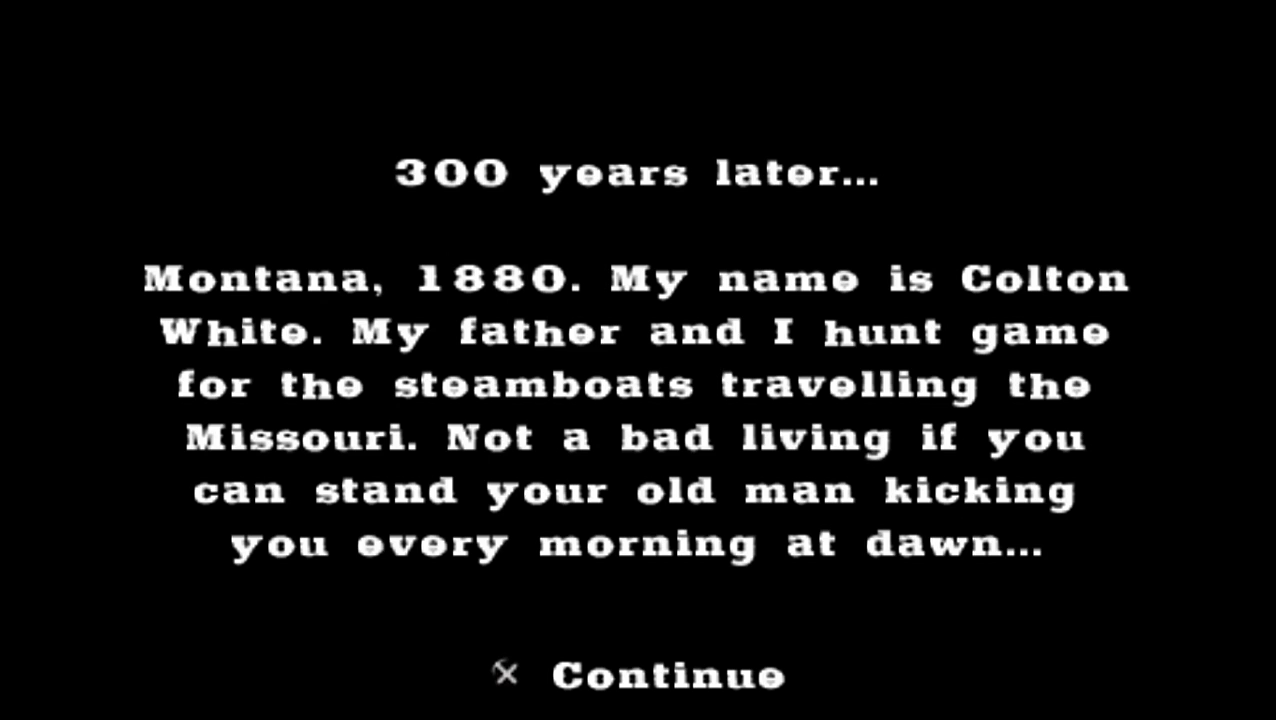 300 years later...
Montana, 1880. My name is Colton
White. My father and I hunt game
for the steamboats travelling the
Missouri. Not a bad living if you
can stand your old man kicking
you every morning at dawn...
Continue